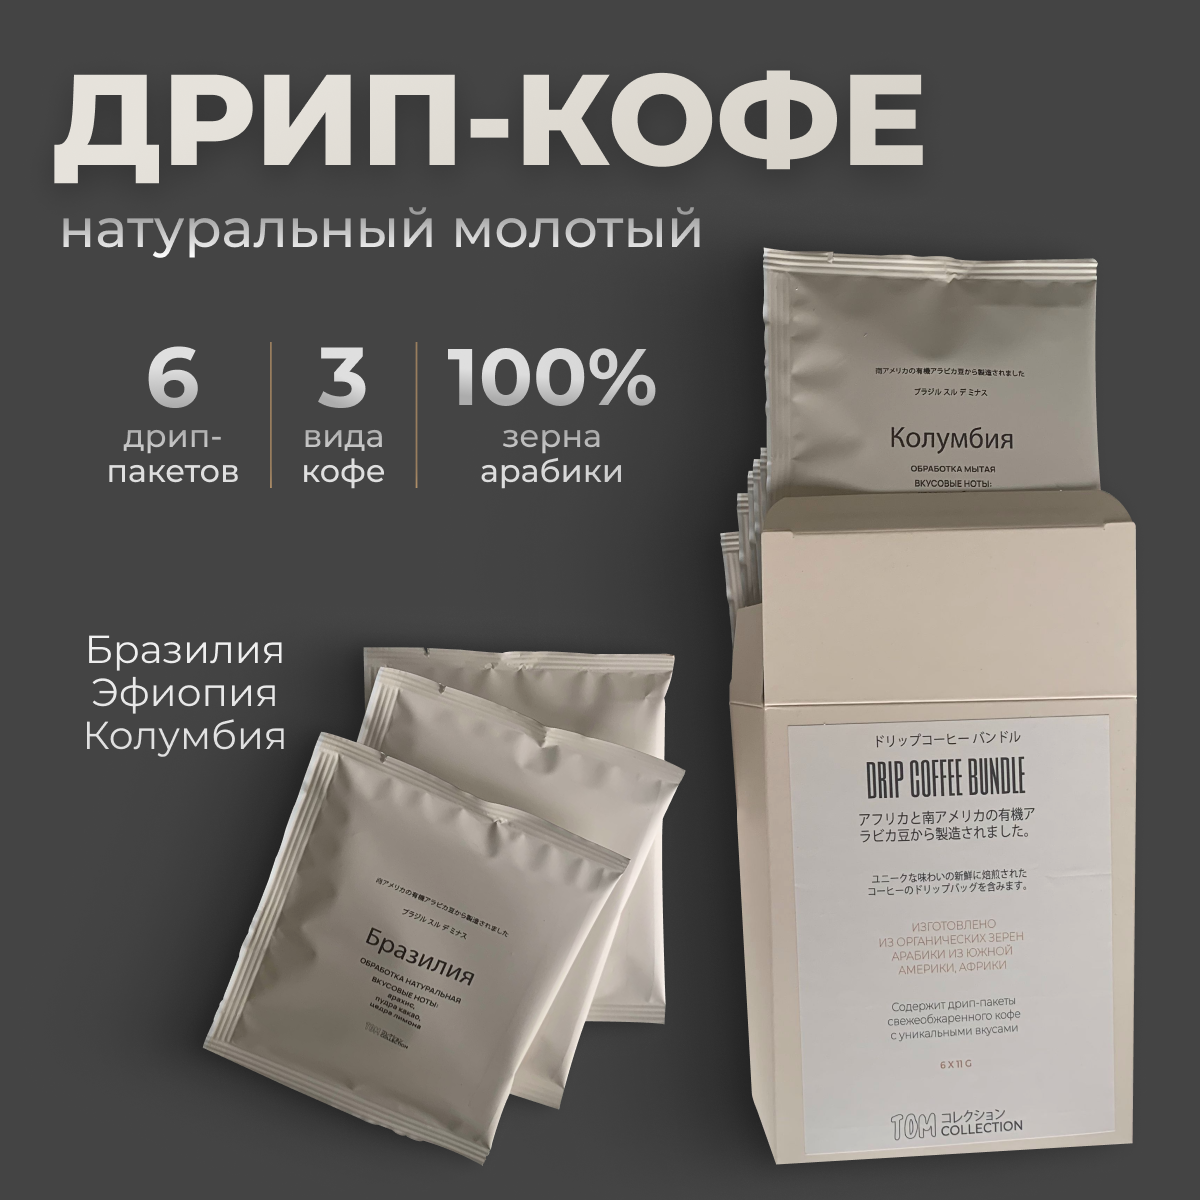 ДРИП-КОФЕ
натуральный молотый
6
дрип-
пакетов
3
вида
кофе
100%
зерна
арабики
Бразилия
Эфиопия
Колумбия
南アメリカの有機アラビカ豆から製造されました
ブラジル スル デ ミナス
Колумбия
ОБРАБОТКА МЫТАЯ
ВКУСОВЫЕ НОТЫ:
南アメリカの有機アラビカ豆から製造されました
ブラジル スル デ ミナス
Бразилия
ОБРАБОТКА НАТУРАЛЬНАЯ
ВКУСОВЫЕ НОТЫ:
арахис,
пудра какао,
цедра лимона
TOM
COLLECTION
ドリップコーヒー バンドル
DRIP COFFEE BUNDLE
アフリカと南アメリカの有機ア
ラビカ豆から製造されました。
ユニークな味わいの新鮮に焙煎された
コーヒーのドリップバッグを含みます。
ИЗГОТОВЛЕНО
ИЗ ОРГАНИЧЕСКИХ ЗЕРЕН
АРАБИКИ ИЗ ЮЖНОЙ
АМЕРИКИ, АФРИКИ
Содержит дрип-пакеты
свежеобжаренного кофе
с уникальными вкусами
6 X 11 G
TOM コレクション
COLLECTION